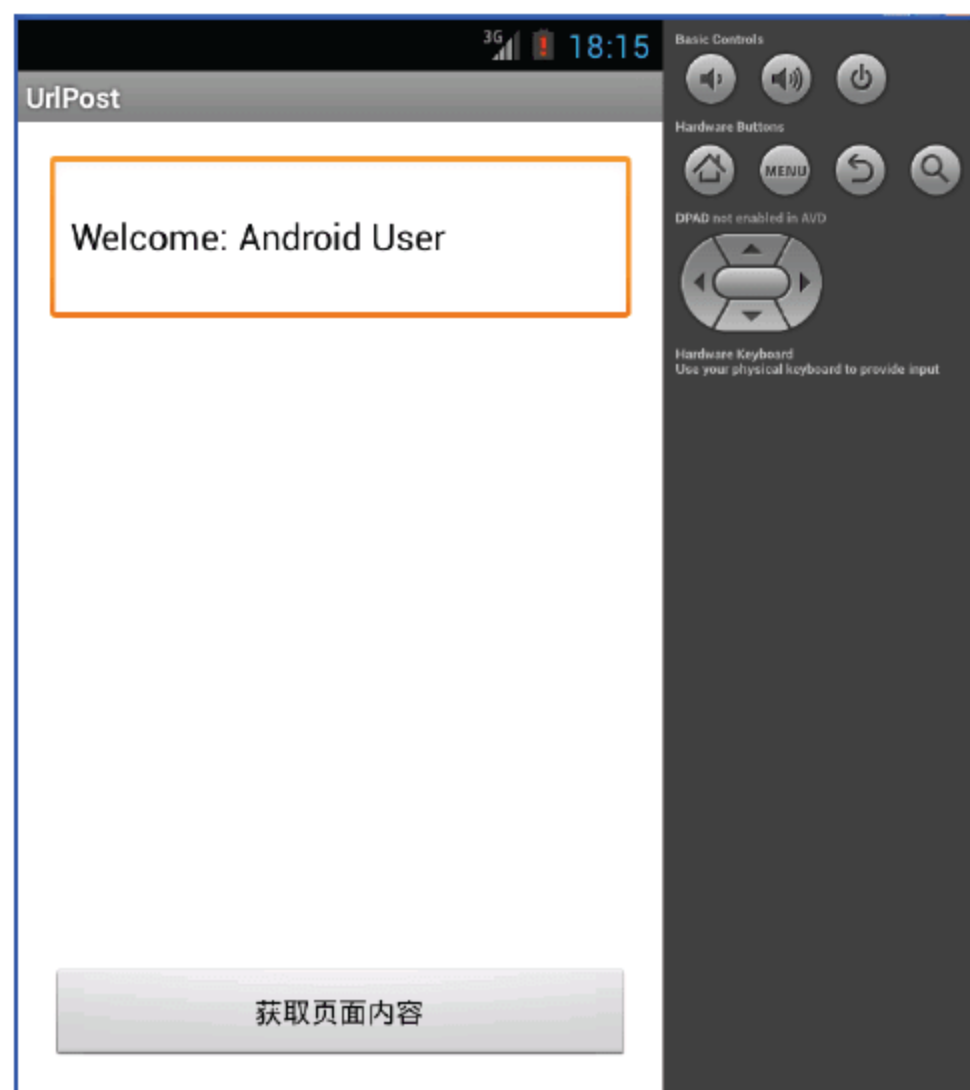 3G 18:15
UrlPost
Welcome: Android User
获取页面内容
Basic Controls
Hardware Buttons
MENU
DPAD not enabled in AVD
Hardware Keyboard
Use your physical keyboard to provide input